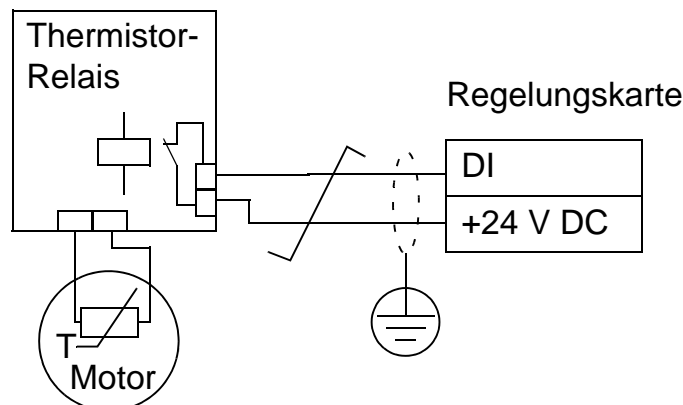 Thermistor-
Relais
Regelungskarte
DI
+24 V DC
T
Motor